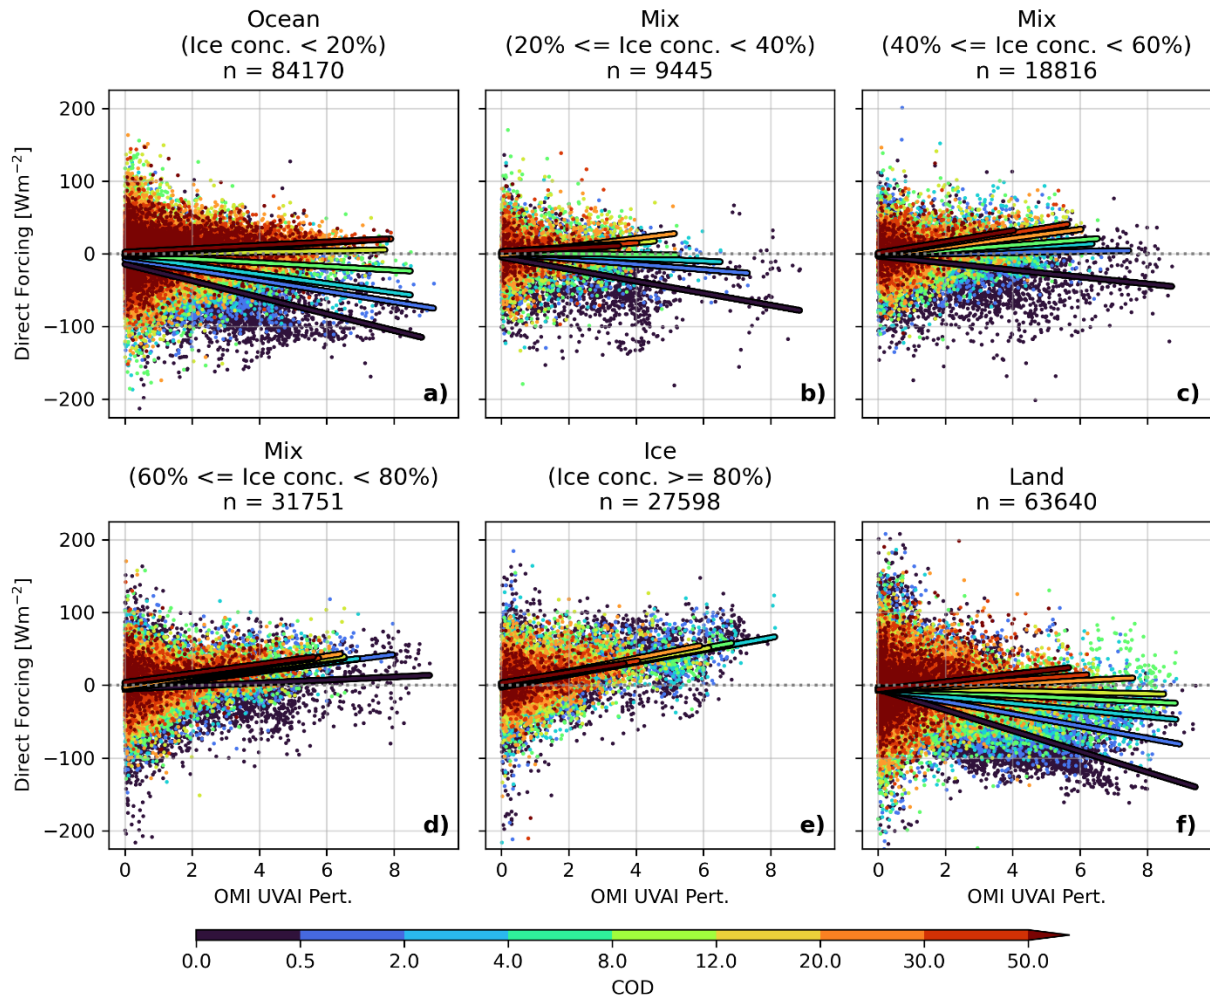 Ocean
(Ice conc. < 20%)
n = 84170
Mix
(20% <= Ice conc. < 40%)
n = 9445
Mix
(40% <= Ice conc. < 60%)
n = 18816
Direct Forcing [Wm⁻²]
200
100
0
−100
−200
a)
b)
c)
Mix
(60% <= Ice conc. < 80%)
n = 31751
Ice
(Ice conc. >= 80%)
n = 27598
Land
n = 63640
Direct Forcing [Wm⁻²]
200
100
0
−100
−200
d)
e)
f)
0 2 4 6 8
0 2 4 6 8
0 2 4 6 8
OMI UVAI Pert.
OMI UVAI Pert.
OMI UVAI Pert.
0.0 0.5 2.0 4.0 8.0 12.0 20.0 30.0 50.0
COD